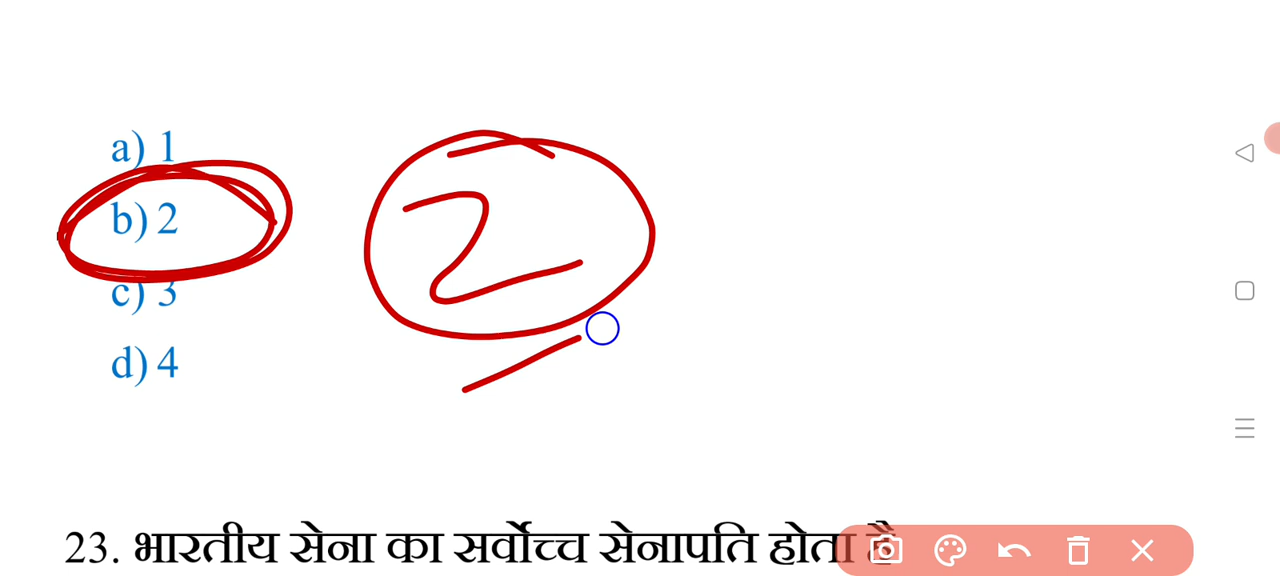 a) 1
b) 2
2
c) 3
d) 4
23. भारतीय सेना का सर्वोच्च सेनापति होता है